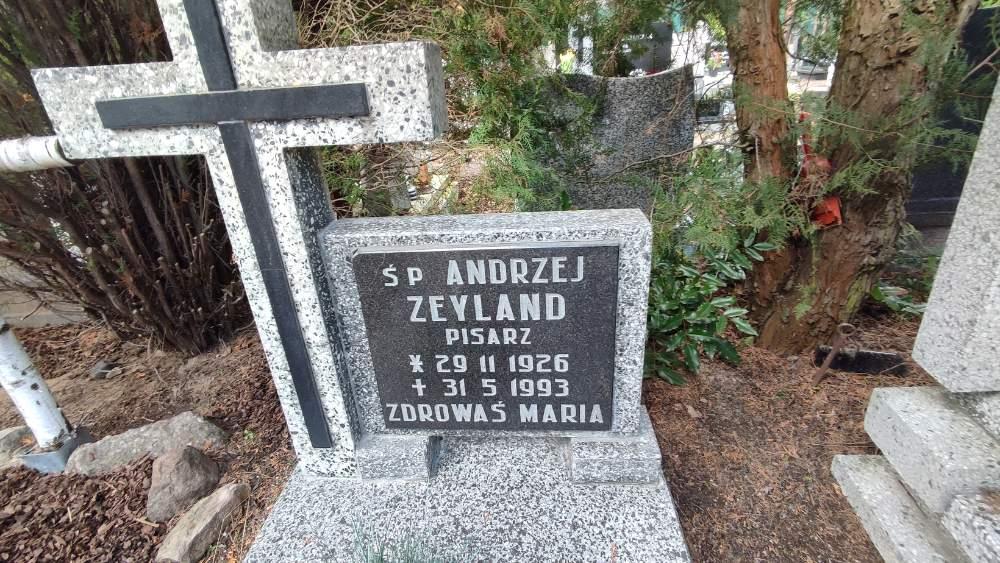 ŚP ANDRZEJ
ZEYLAND
PISARZ
* 29 11 1926
+ 31 5 1993
ZDROWAŚ MARIA